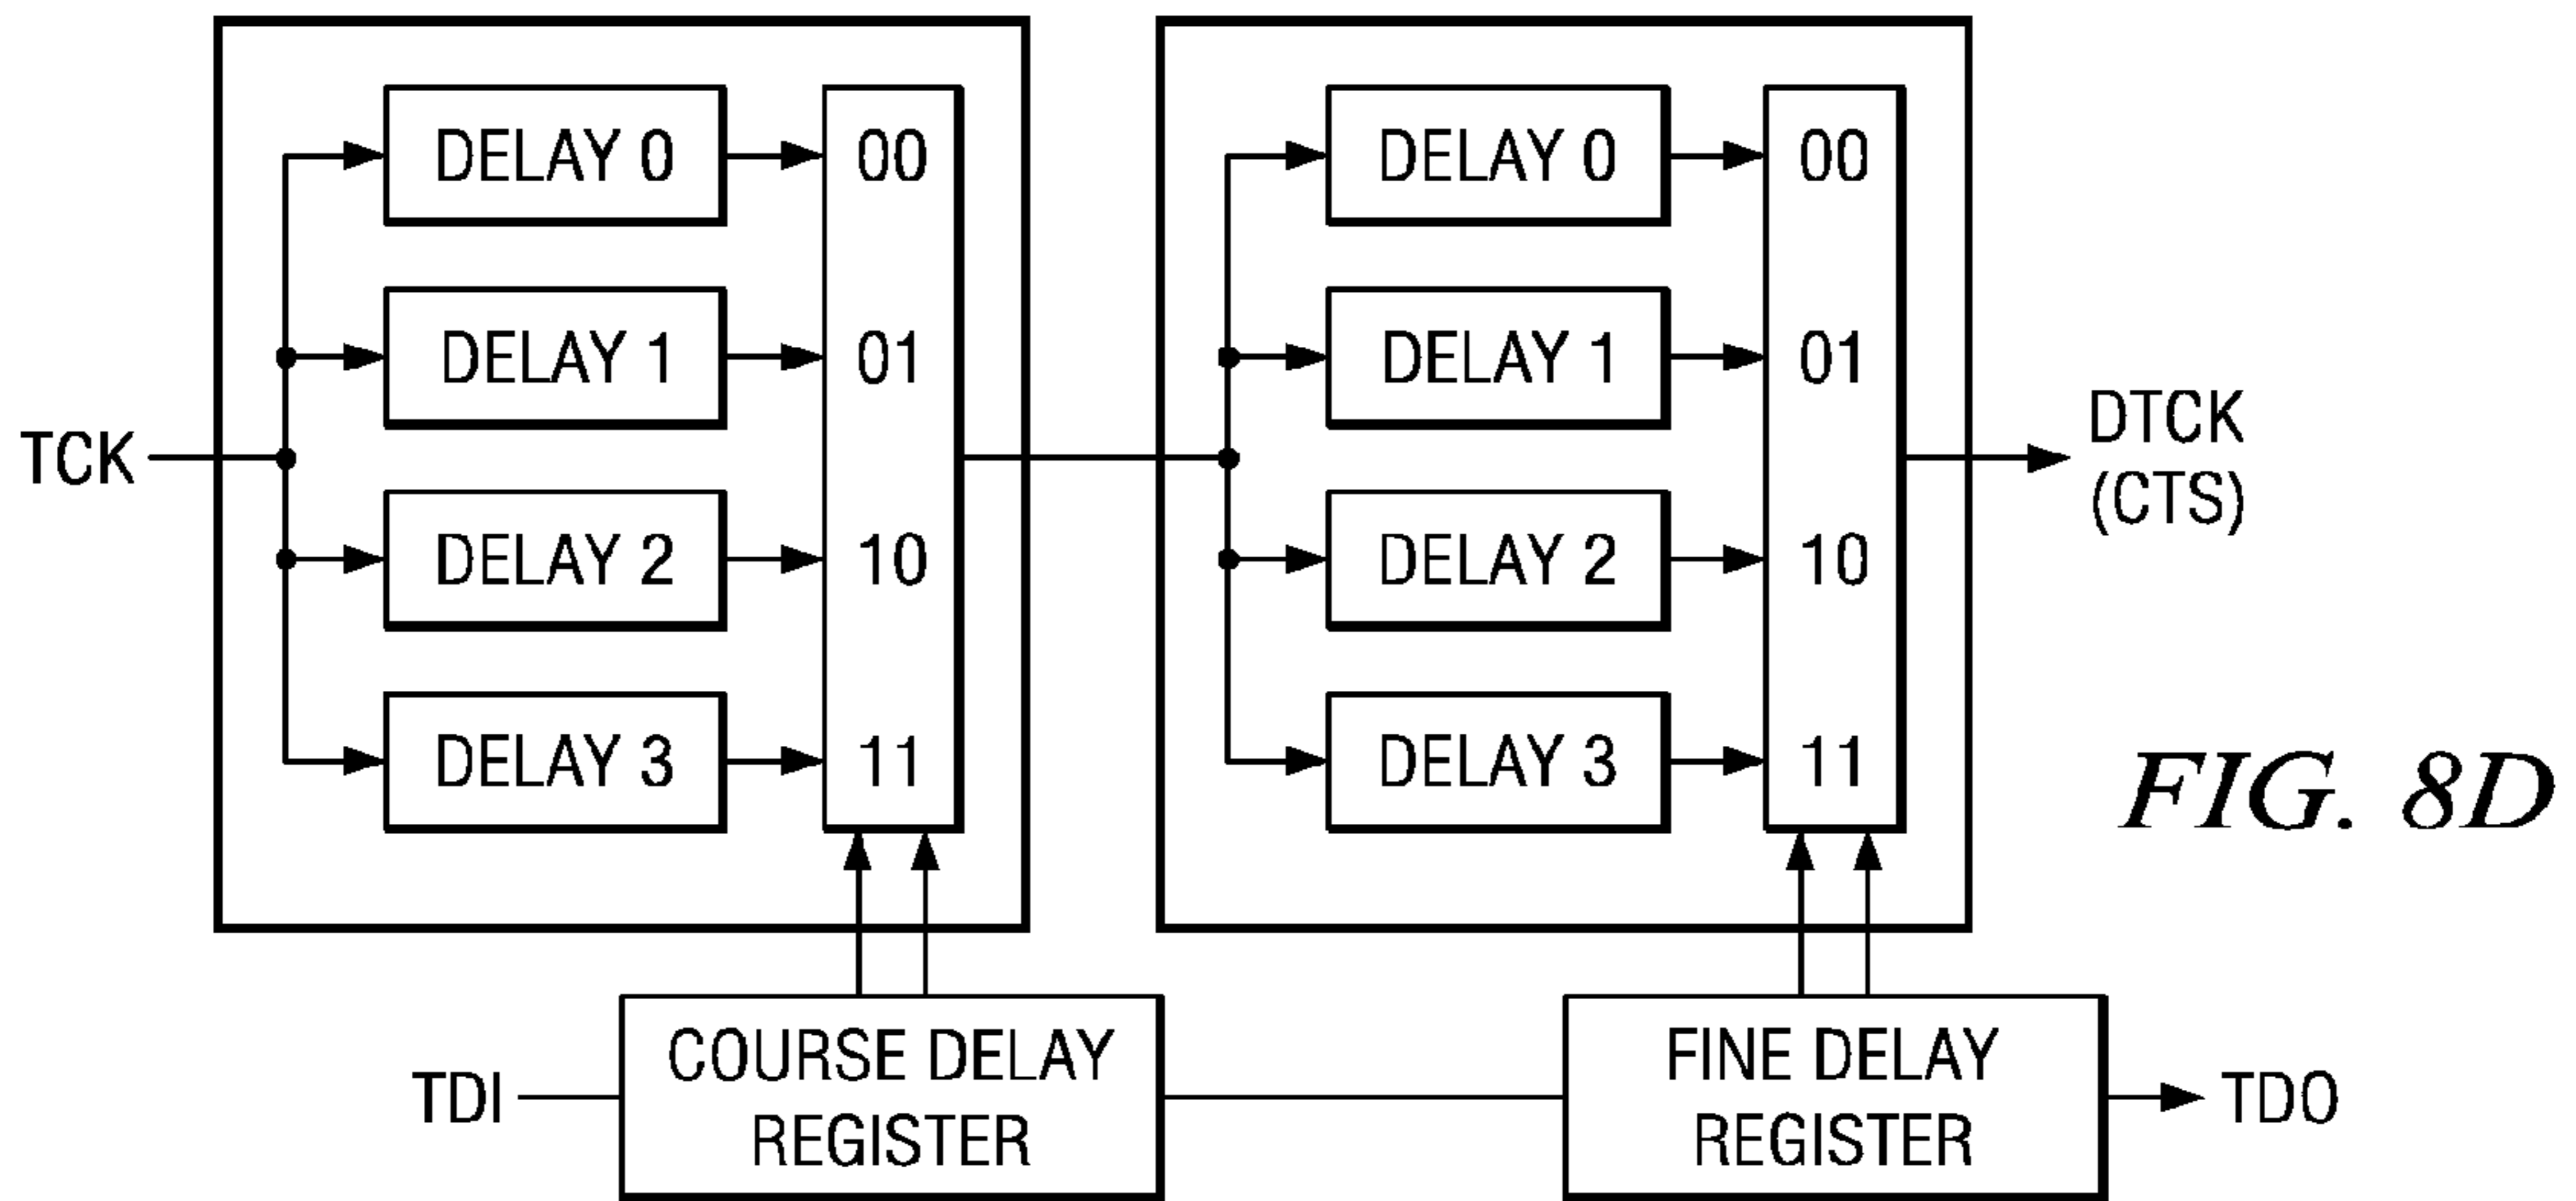 DELAY 0
00
DELAY 0
00
DELAY 1
01
DELAY 1
01
TCK
DTCK
(CTS)
DELAY 2
10
DELAY 2
10
DELAY 3
11
DELAY 3
11
FIG. 8D
TDI
COURSE DELAY
REGISTER
FINE DELAY
REGISTER
TDO